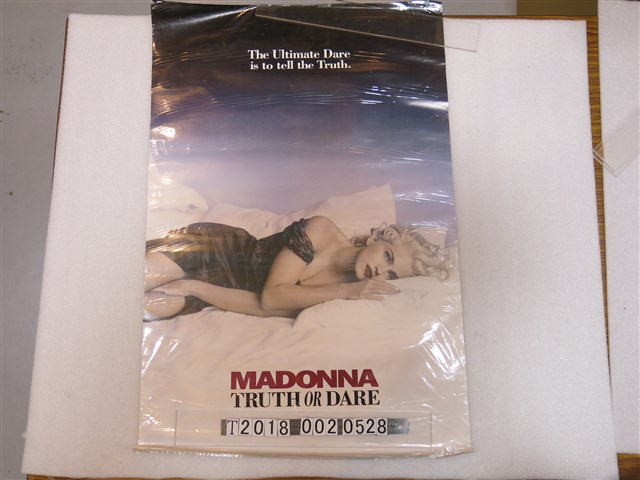 The Ultimate Dare
is to tell the Truth.
MADONNA
TRUTH OR DARE
T2018 002 0528